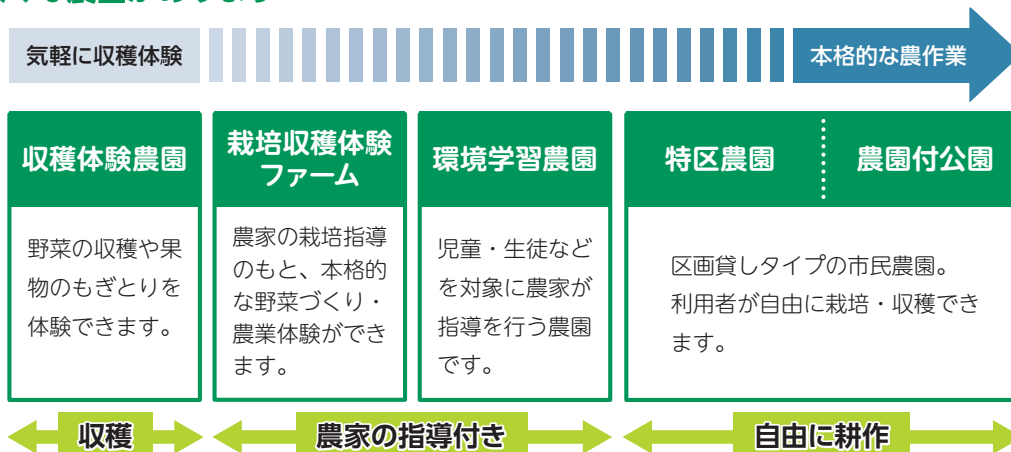 気軽に収穫体験
本格的な農作業
収穫体験農園
野菜の収穫や果
物のもぎとりを
体験できます。
栽培収穫体験
ファーム
農家の栽培指導
のもと、本格的
な野菜づくり・
農業体験ができ
ます。
環境学習農園
児童・生徒など
を対象に農家が
指導を行う農園
です。
特区農園
農園付公園
区画貸しタイプの市民農園。
利用者が自由に栽培・収穫でき
ます。
収穫
農家の指導付き
自由に耕作